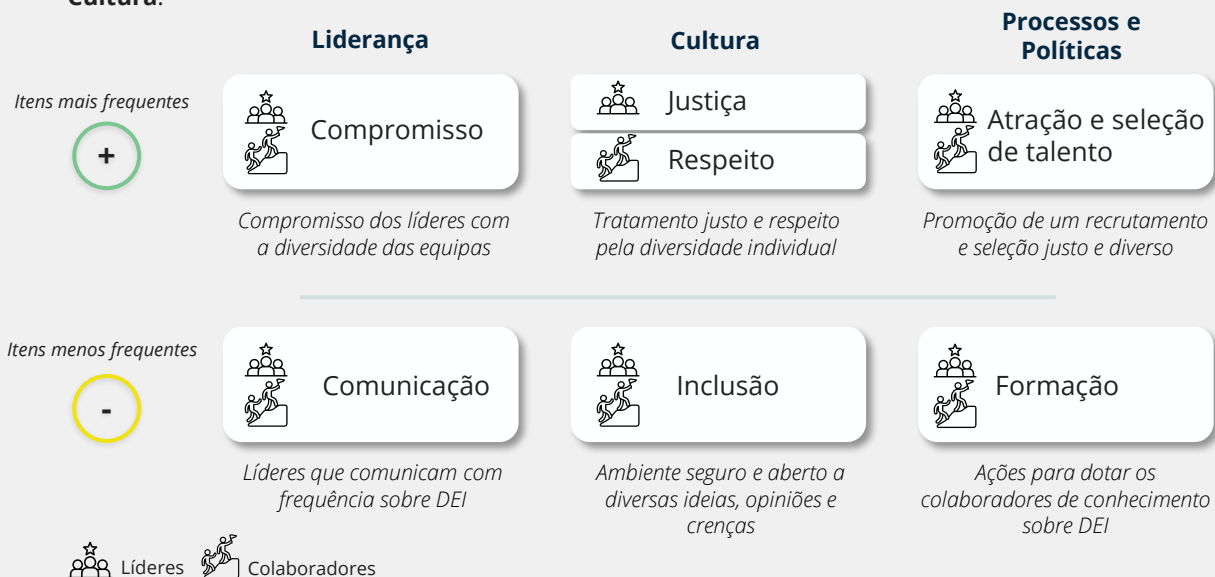 Cultura.
Liderança
Cultura
Processos e
Políticas
Itens mais frequentes
+
Compromisso
Justiça
Respeito
Atração e seleção
de talento
Compromisso dos líderes com
a diversidade das equipas
Tratamento justo e respeito
pela diversidade individual
Promoção de um recrutamento
e seleção justo e diverso
Itens menos frequentes
-
Comunicação
Inclusão
Formação
Líderes que comunicam com
frequência sobre DEI
Ambiente seguro e aberto a
diversas ideias, opiniões e
crenças
Ações para dotar os
colaboradores de conhecimento
sobre DEI
Líderes
Colaboradores